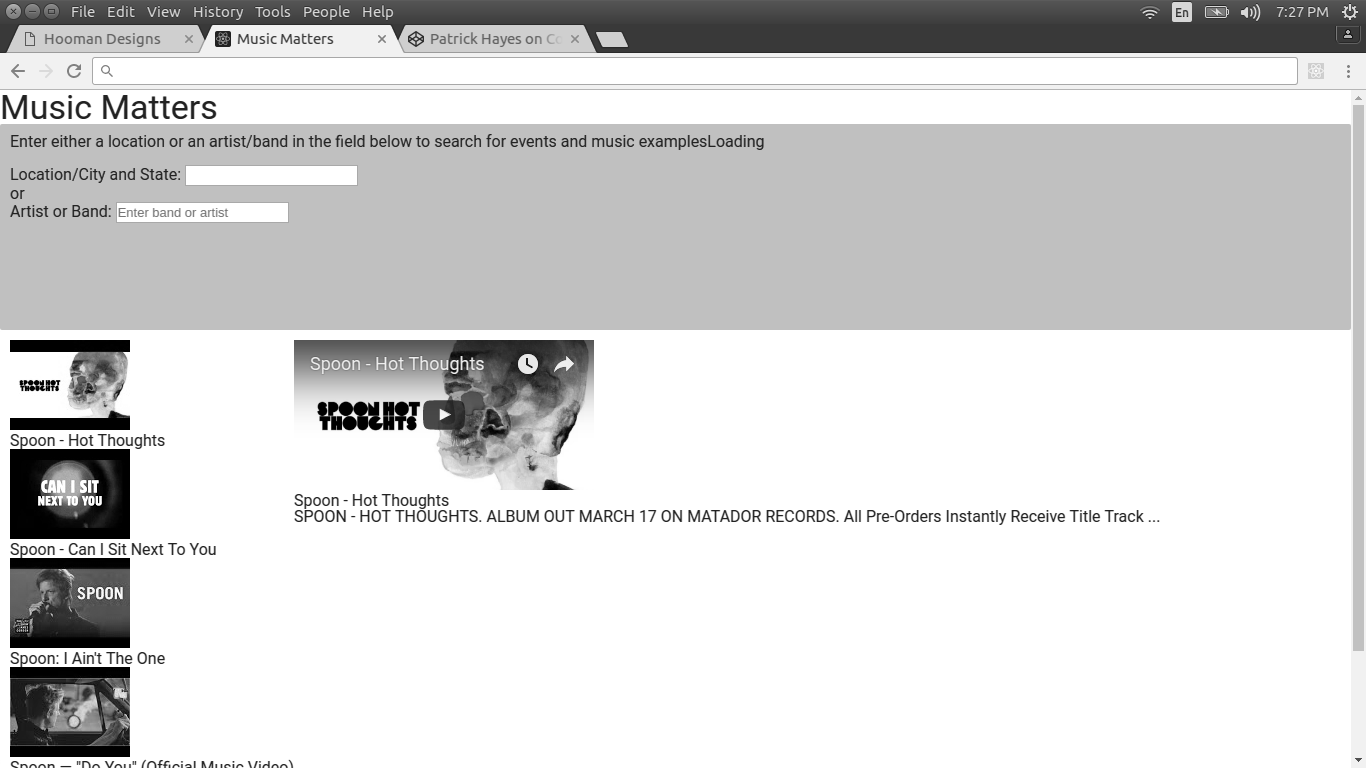 File Edit View History Tools People Help
En
7:27 PM
Hooman Designs
Music Matters
Patrick Hayes on Co
Music Matters
Enter either a location or an artist/band in the field below to search for events and music examplesLoading
Location/City and State:
or
Artist or Band: Enter band or artist
SPOON HOT
THOUGHTS
Spoon - Hot Thoughts
CAN I SIT
NEXT TO YOU
Spoon - Can I Sit Next To You
SPOON
Spoon: I Ain't The One
Spoon — "Do You" (Official Music Video)
Spoon - Hot Thoughts
SPOON HOT
THOUGHTS
Spoon - Hot Thoughts
SPOON - HOT THOUGHTS. ALBUM OUT MARCH 17 ON MATADOR RECORDS. All Pre-Orders Instantly Receive Title Track ...